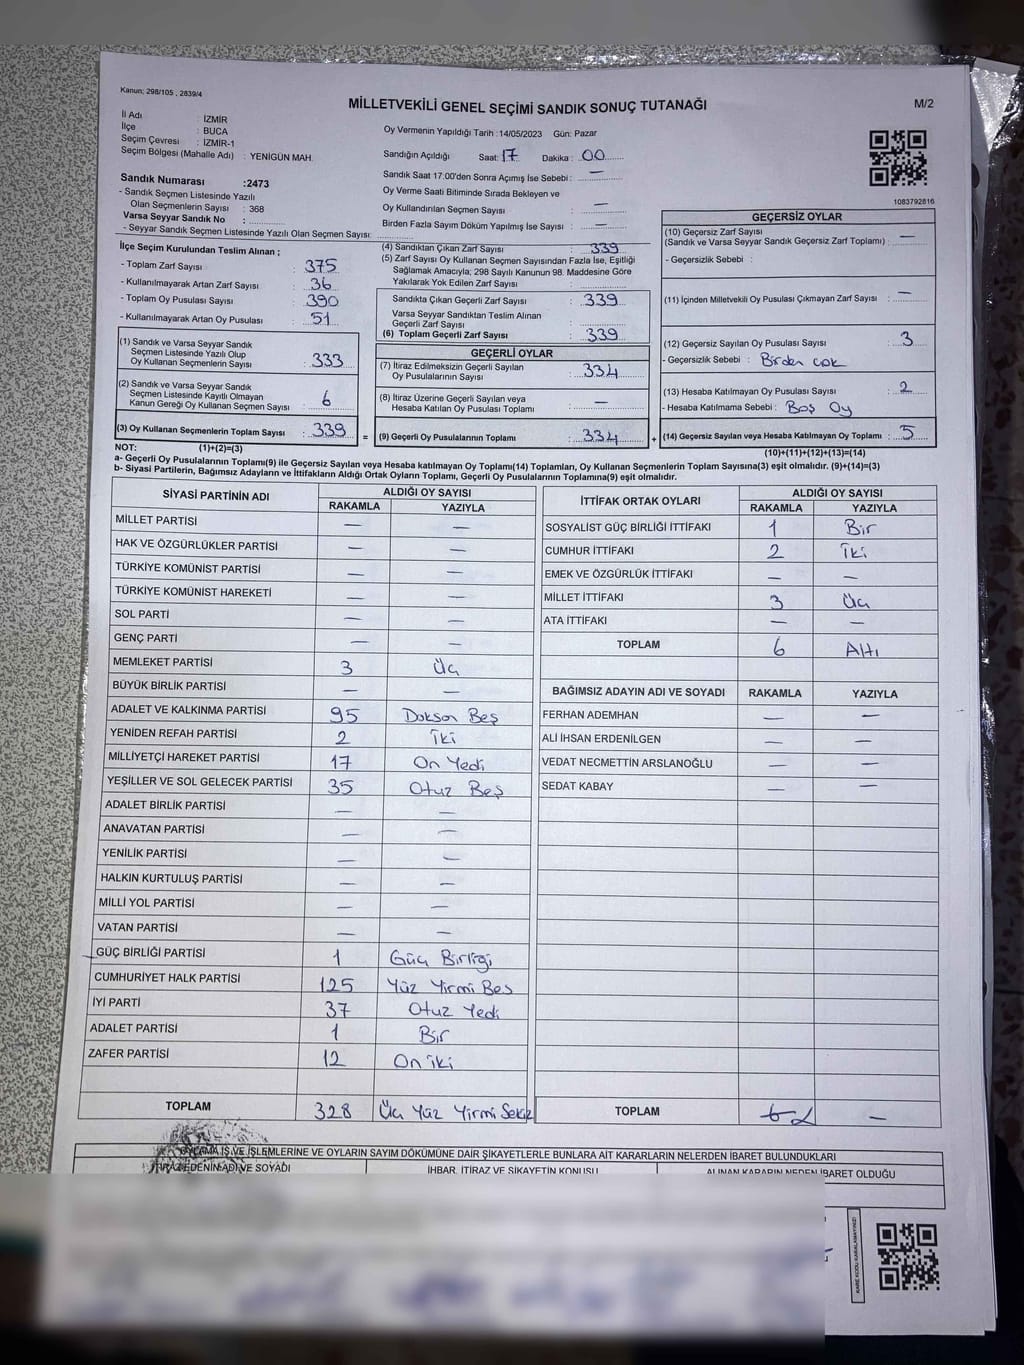 Kanun; 298/105 , 2839/4
MİLLETVEKİLİ GENEL SEÇİMİ SANDIK SONUÇ TUTANAĞI
M/2
İl Adı : İZMİR
İlçe : BUCA
Seçim Çevresi : İZMİR-1
Seçim Bölgesi (Mahalle Adı) : YENİGÜN MAH.
Oy Vermenin Yapıldığı Tarih :14/05/2023 Gün: Pazar
Sandığın Açıldığı Saat: 17 Dakika : 00
Sandık Saat 17:00'den Sonra Açımış İse Sebebi : —
Oy Verme Saati Bitiminde Sırada Bekleyen ve
Oy Kullandırılan Seçmen Sayısı : —
Birden Fazla Sayım Döküm Yapılmış İse Sayısı : —
1083792816
Sandık Numarası :2473
- Sandık Seçmen Listesinde Yazılı
Olan Seçmenlerin Sayısı : 368
Varsa Seyyar Sandık No :
- Seyyar Sandık Seçmen Listesinde Yazılı Olan Seçmen Sayısı:
İlçe Seçim Kurulundan Teslim Alınan ;
- Toplam Zarf Sayısı : 375
- Kullanılmayarak Artan Zarf Sayısı : 36
- Toplam Oy Pusulası Sayısı : 390
- Kullanılmayarak Artan Oy Pusulası : 51
(1) Sandık ve Varsa Seyyar Sandık
Seçmen Listesinde Yazılı Olup
Oy Kullanan Seçmenlerin Sayısı : 333
(2) Sandık ve Varsa Seyyar Sandık
Seçmen Listesinde Kayıtlı Olmayan
Kanun Gereği Oy Kullanan Seçmen Sayısı : 6
(3) Oy Kullanan Seçmenlerin Toplam Sayısı : 339
(4) Sandıktan Çıkan Zarf Sayısı : 339
(5) Zarf Sayısı Oy Kullanan Seçmen Sayısından Fazla İse, Eşitliği
Sağlamak Amacıyla; 298 Sayılı Kanunun 98. Maddesine Göre
Yakılarak Yok Edilen Zarf Sayısı :
Sandıkta Çıkan Geçerli Zarf Sayısı : 339
Varsa Seyyar Sandıktan Teslim Alınan
Geçerli Zarf Sayısı :
(6) Toplam Geçerli Zarf Sayısı : 339
GEÇERLİ OYLAR
(7) İtiraz Edilmeksizin Geçerli Sayılan
Oy Pusulalarının Sayısı : 334
(8) İtiraz Üzerine Geçerli Sayılan veya
Hesaba Katılan Oy Pusulası Toplamı : —
= (9) Geçerli Oy Pusulalarının Toplamı : 334 +
GEÇERSİZ OYLAR
(10) Geçersiz Zarf Sayısı
(Sandık ve Varsa Seyyar Sandık Geçersiz Zarf Toplamı) : —
- Geçersizlik Sebebi :
(11) İçinden Milletvekili Oy Pusulası Çıkmayan Zarf Sayısı : —
(12) Geçersiz Sayılan Oy Pusulası Sayısı : 3
- Geçersizlik Sebebi : Birden çok
(13) Hesaba Katılmayan Oy Pusulası Sayısı : 2
- Hesaba Katılmama Sebebi : Boş Oy
(14) Geçersiz Sayılan veya Hesaba Katılmayan Oy Toplamı : 5
NOT: (1)+(2)=(3)
(10)+(11)+(12)+(13)=(14)
a- Geçerli Oy Pusulalarının Toplamı(9) ile Geçersiz Sayılan veya Hesaba katılmayan Oy Toplamı(14) Toplamları, Oy Kullanan Seçmenlerin Toplam Sayısına(3) eşit olmalıdır. (9)+(14)=(3)
b- Siyasi Partilerin, Bağımsız Adayların ve İttifakların Aldığı Ortak Oyların Toplamı, Geçerli Oy Pusulalarının Toplamına(9) eşit olmalıdır.
SİYASİ PARTİNİN ADI ALDIĞI OY SAYISI
RAKAMLA YAZIYLA
MİLLET PARTİSİ — —
HAK VE ÖZGÜRLÜKLER PARTİSİ — —
TÜRKİYE KOMÜNİST PARTİSİ — —
TÜRKİYE KOMÜNİST HAREKETİ — —
SOL PARTİ — —
GENÇ PARTİ — —
MEMLEKET PARTİSİ 3 Üç
BÜYÜK BİRLİK PARTİSİ — —
ADALET VE KALKINMA PARTİSİ 95 Doksan Beş
YENİDEN REFAH PARTİSİ 2 İki
MİLLİYETÇİ HAREKET PARTİSİ 17 On Yedi
YEŞİLLER VE SOL GELECEK PARTİSİ 35 Otuz Beş
ADALET BİRLİK PARTİSİ — —
ANAVATAN PARTİSİ — —
YENİLİK PARTİSİ — —
HALKIN KURTULUŞ PARTİSİ — —
MİLLİ YOL PARTİSİ — —
VATAN PARTİSİ — —
GÜÇ BİRLİĞİ PARTİSİ 1 Güç Birliği
CUMHURİYET HALK PARTİSİ 125 Yüz Yirmi Beş
İYİ PARTİ 37 Otuz Yedi
ADALET PARTİSİ 1 Bir
ZAFER PARTİSİ 12 On iki
TOPLAM 328 Üç Yüz Yirmi Sekiz
İTTİFAK ORTAK OYLARI ALDIĞI OY SAYISI
RAKAMLA YAZIYLA
SOSYALİST GÜÇ BİRLİĞİ İTTİFAKI 1 Bir
CUMHUR İTTİFAKI 2 İki
EMEK VE ÖZGÜRLÜK İTTİFAKI — —
MİLLET İTTİFAKI 3 Üç
ATA İTTİFAKI — —
TOPLAM 6 Altı
BAĞIMSIZ ADAYIN ADI VE SOYADI RAKAMLA YAZIYLA
FERHAN ADEMHAN — —
ALİ İHSAN ERDENİLGEN — —
VEDAT NECMETTİN ARSLANOĞLU — —
SEDAT KABAY — —
TOPLAM —
OYLAMA İŞ VE İŞLEMLERİNE VE OYLARIN SAYIM DÖKÜMÜNE DAİR ŞİKAYETLERLE BUNLARA AİT KARARLARIN NELERDEN İBARET BULUNDUKLARI
İTİRAZ EDENİN ADI VE SOYADI İHBAR, İTİRAZ VE ŞİKAYETİN KONUSU ALINAN KARARIN NEDEN İBARET OLDUĞU